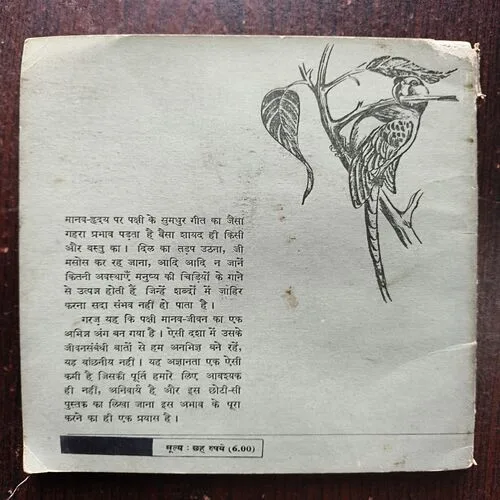 मानव-हृदय पर पक्षी के सुमधुर गीत का जैसा
गहरा प्रभाव पड़ता है वैसा शायद ही किसी
और वस्तु का। दिल का तड़प उठना, जी
मसोस कर रह जाना, आदि आदि न जानें
कितनी अवस्थाएँ मनुष्य की चिड़ियों के गाने
से उत्पन्न होती हैं जिन्हें शब्दों में ज़ाहिर
करना सदा संभव नहीं हो पाता है।
गरज़ यह कि पक्षी मानव-जीवन का एक
अभिन्न अंग बन गया है। ऐसी दशा में उसके
जीवनसंबंधी बातों से हम अनभिज्ञ बने रहें,
यह वांछनीय नहीं। यह अज्ञानता एक ऐसी
कमी है जिसकी पूर्ति हमारे लिए आवश्यक
ही नहीं, अनिवार्य है और इस छोटी-सी
पुस्तक का लिखा जाना इस अभाव के पूरा
करने का ही एक प्रयास है।
मूल्य : छह रुपये (6.00)